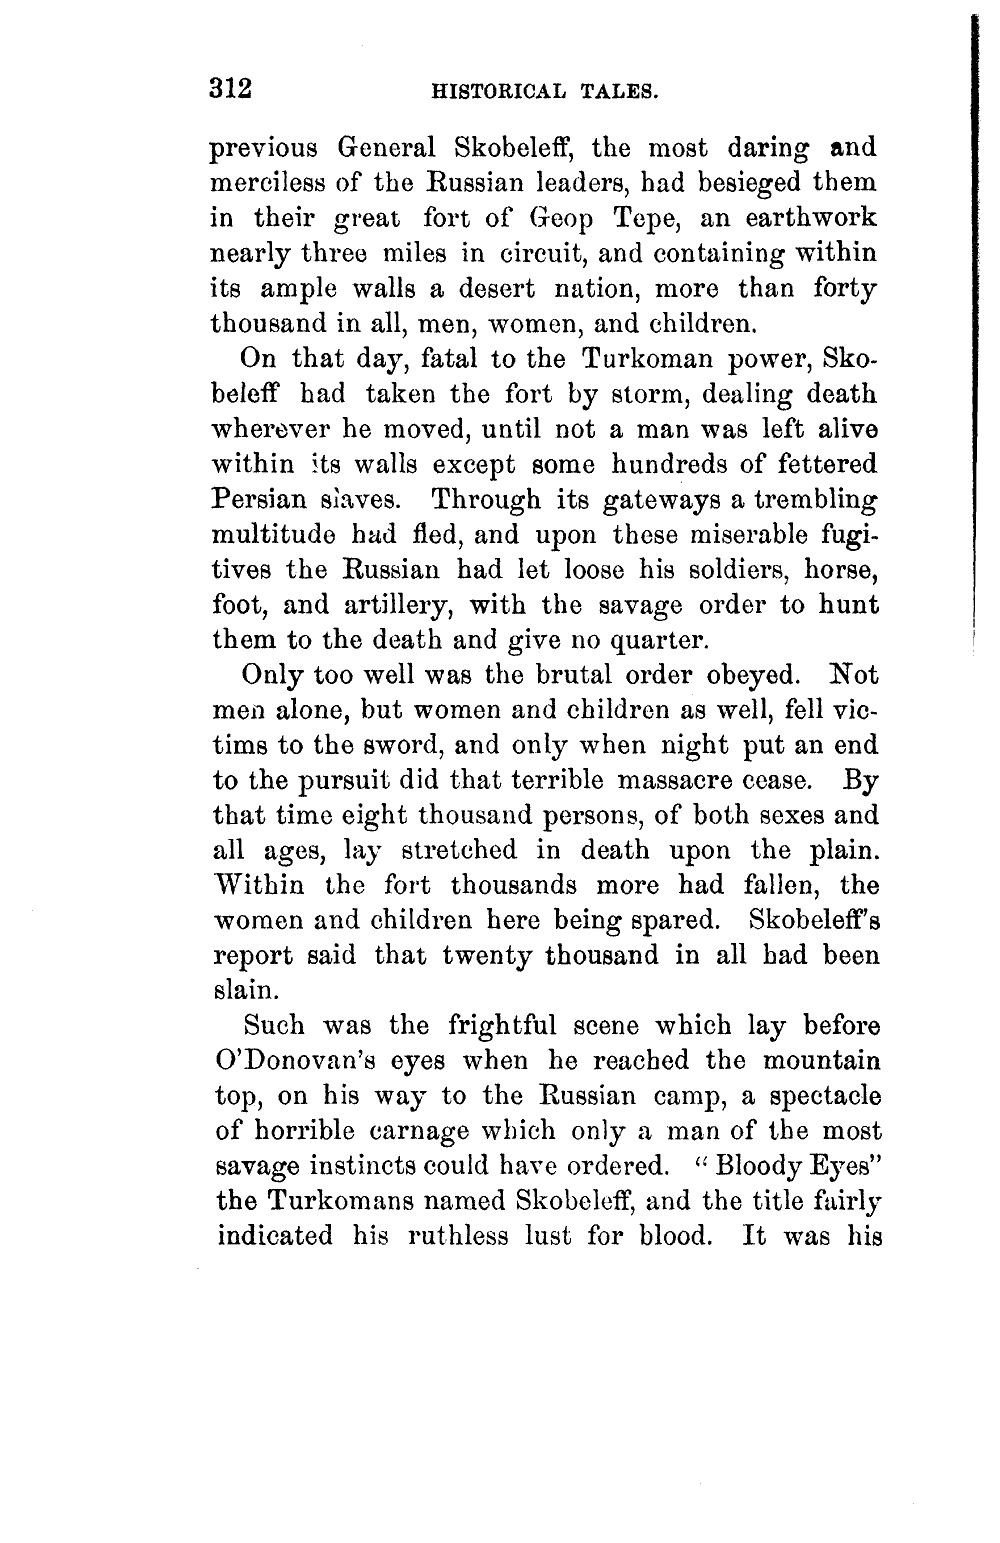 312 HISTORICAL TALES.
previous General Skobeleff, the most daring and
merciless of the Russian leaders, had besieged them
in their great fort of Geop Tepe, an earthwork
nearly three miles in circuit, and containing within
its ample walls a desert nation, more than forty
thousand in all, men, women, and children.
On that day, fatal to the Turkoman power, Sko-
beleff had taken the fort by storm, dealing death
wherever he moved, until not a man was left alive
within its walls except some hundreds of fettered
Persian slaves. Through its gateways a trembling
multitude had fled, and upon these miserable fugi-
tives the Russian had let loose his soldiers, horse,
foot, and artillery, with the savage order to hunt
them to the death and give no quarter.
Only too well was the brutal order obeyed. Not
men alone, but women and children as well, fell vic-
tims to the sword, and only when night put an end
to the pursuit did that terrible massacre cease. By
that time eight thousand persons, of both sexes and
all ages, lay stretched in death upon the plain.
Within the fort thousands more had fallen, the
women and children here being spared. Skobeleff's
report said that twenty thousand in all had been
slain.
Such was the frightful scene which lay before
O'Donovan's eyes when he reached the mountain
top, on his way to the Russian camp, a spectacle
of horrible carnage which only a man of the most
savage instincts could have ordered. “Bloody Eyes”
the Turkomans named Skobeleff, and the title fairly
indicated his ruthless lust for blood. It was his